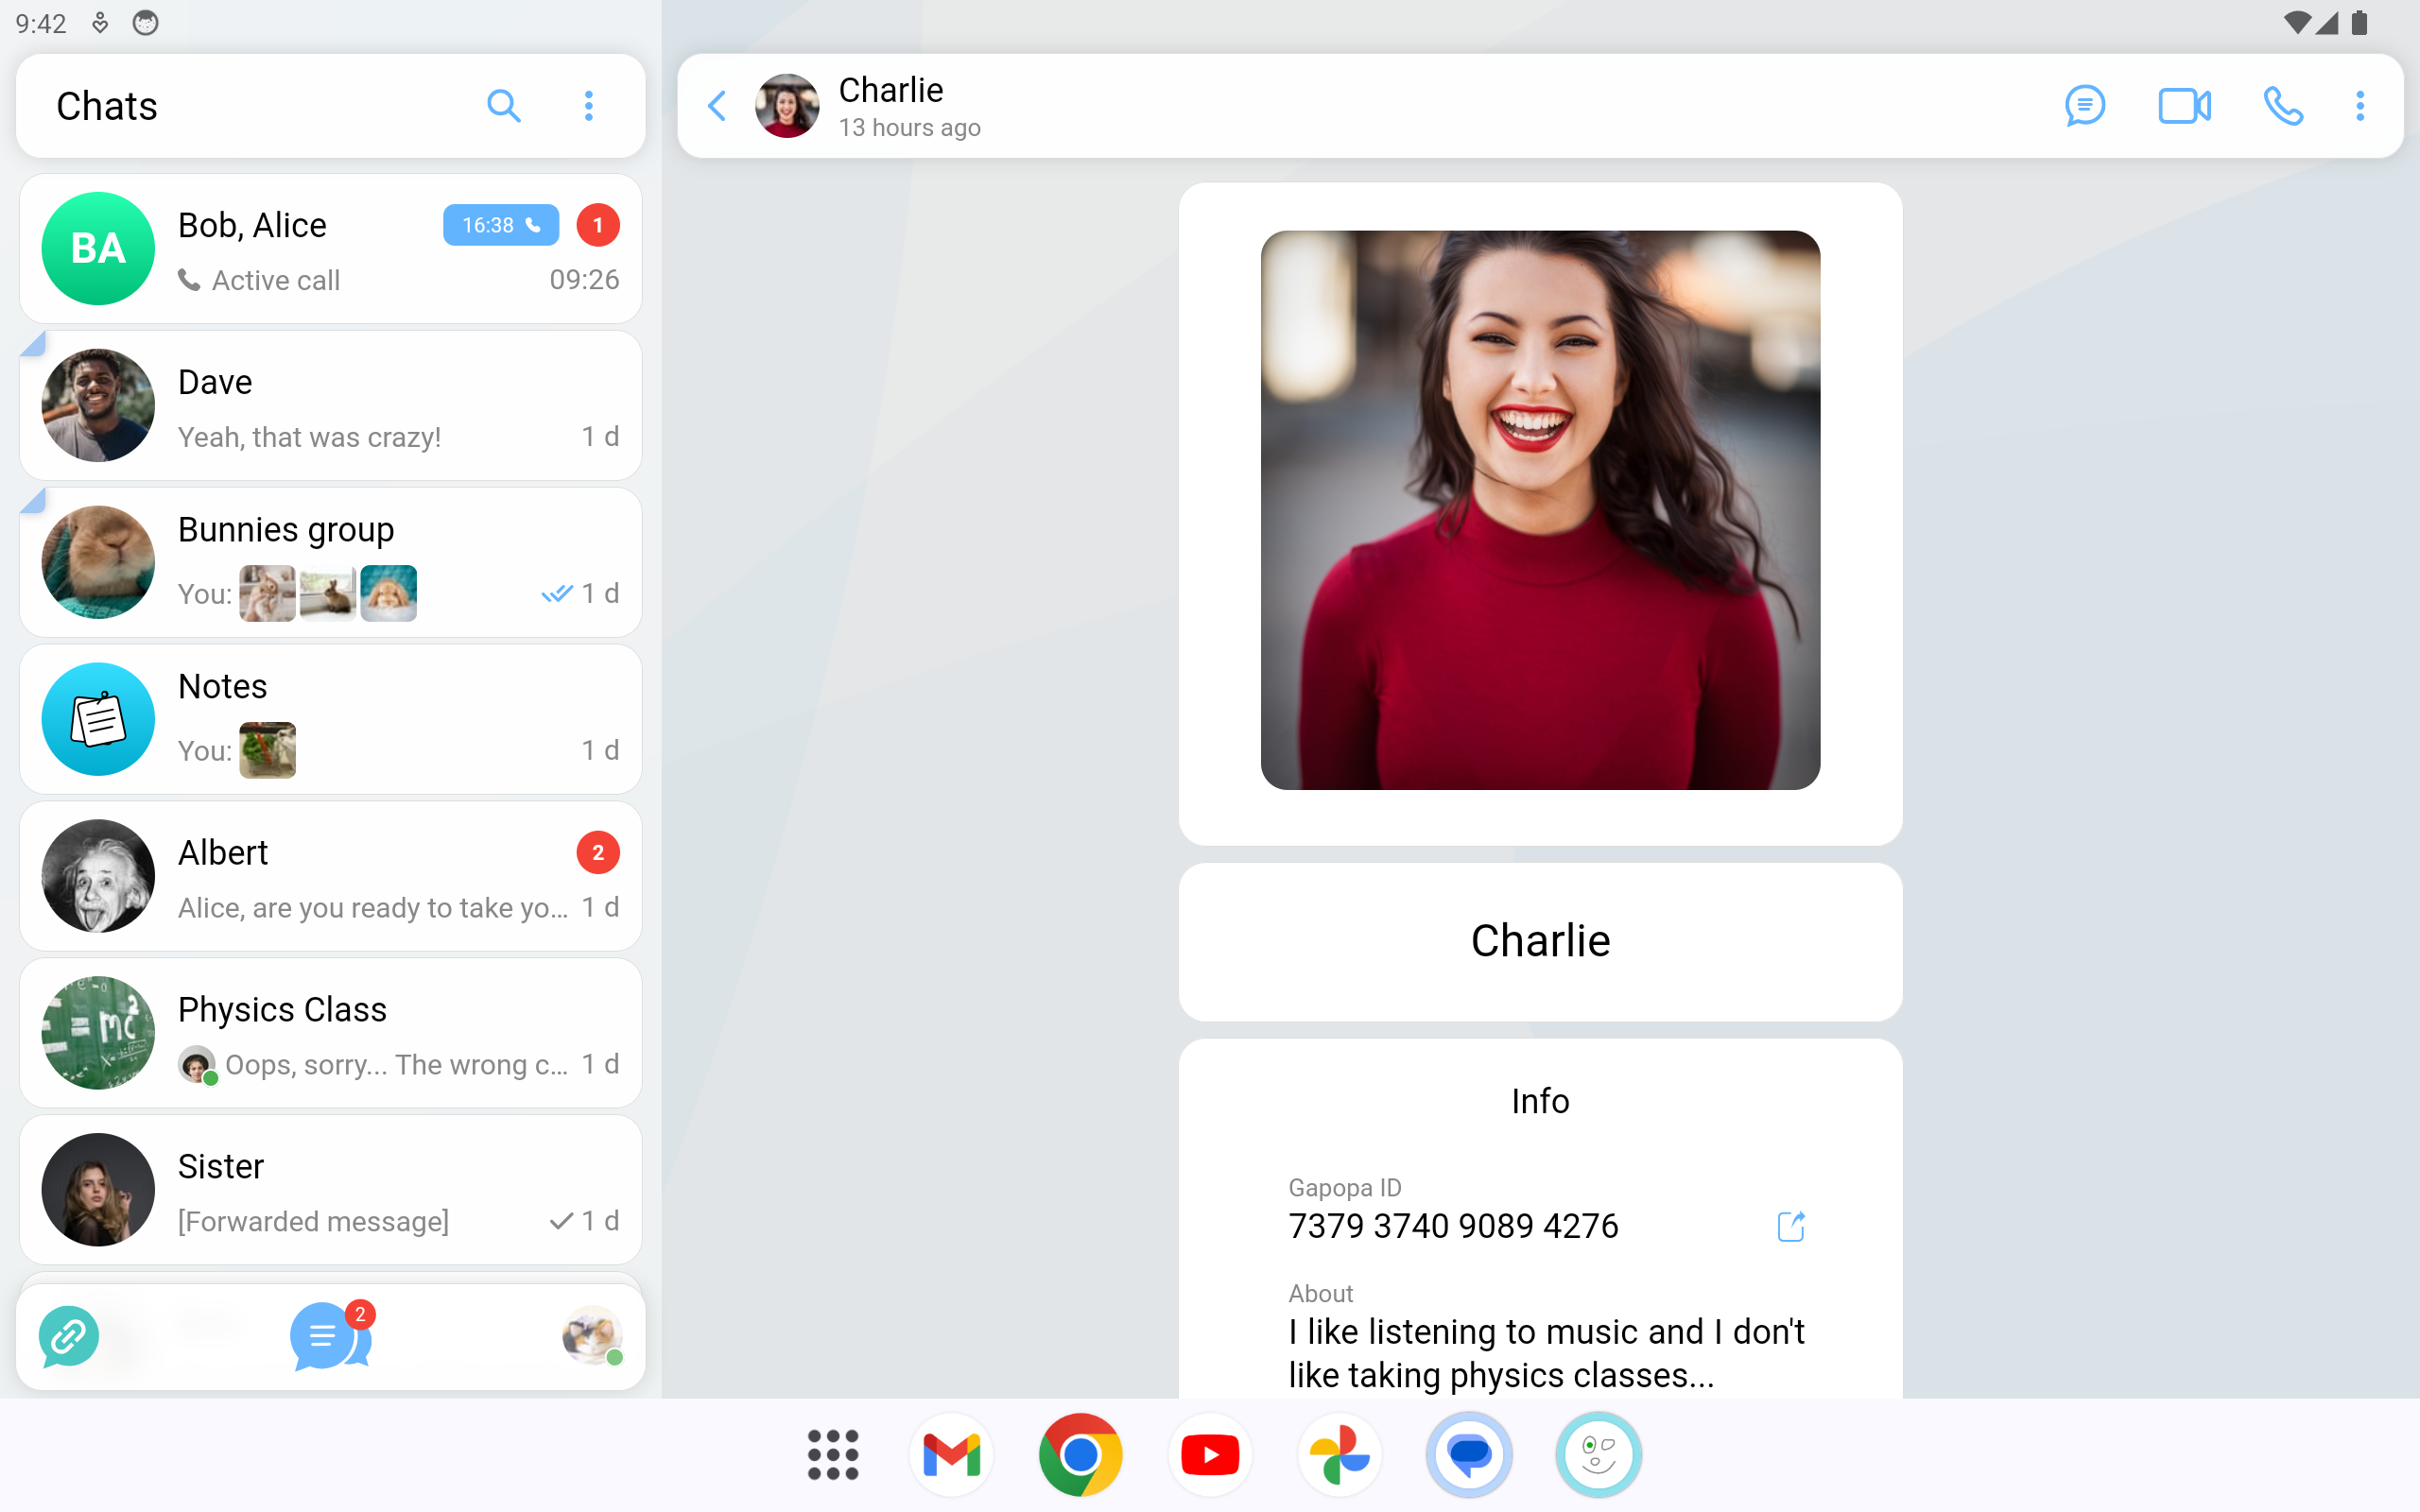 9:42
Chats
Bob, Alice
16:38
1
BA
Active call
09:26
Dave
Yeah, that was crazy!
1 d
Bunnies group
You:
1 d
Notes
You:
1 d
Albert
2
Alice, are you ready to take yo...
1 d
Physics Class
Oops, sorry... The wrong c...
1 d
= mc²
Sister
[Forwarded message]
1 d
2
Charlie
13 hours ago
Charlie
Info
Gapopa ID
7379 3740 9089 4276
About
I like listening to music and I don't
like taking physics classes...